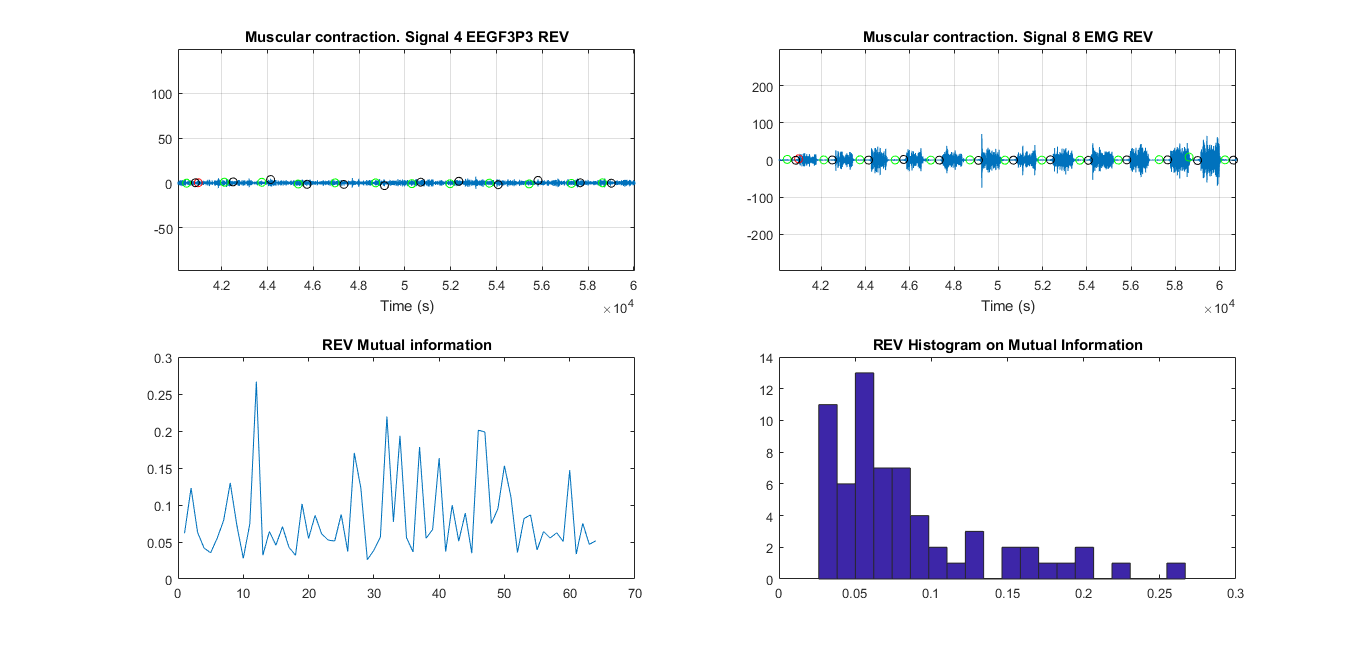 Muscular contraction. Signal 4 EEGF3P3 REV
100
50
0
-50
4.2 4.4 4.6 4.8 5 5.2 5.4 5.6 5.8 6
Time (s)
×10^4
Muscular contraction. Signal 8 EMG REV
200
100
0
-100
-200
4.2 4.4 4.6 4.8 5 5.2 5.4 5.6 5.8 6
Time (s)
×10^4
REV Mutual information
0.3
0.25
0.2
0.15
0.1
0.05
0
0 10 20 30 40 50 60 70
REV Histogram on Mutual Information
14
12
10
8
6
4
2
0
0 0.05 0.1 0.15 0.2 0.25 0.3